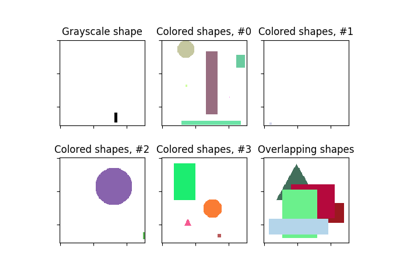 Grayscale shape
Colored shapes, #0
Colored shapes, #1
Colored shapes, #2
Colored shapes, #3
Overlapping shapes